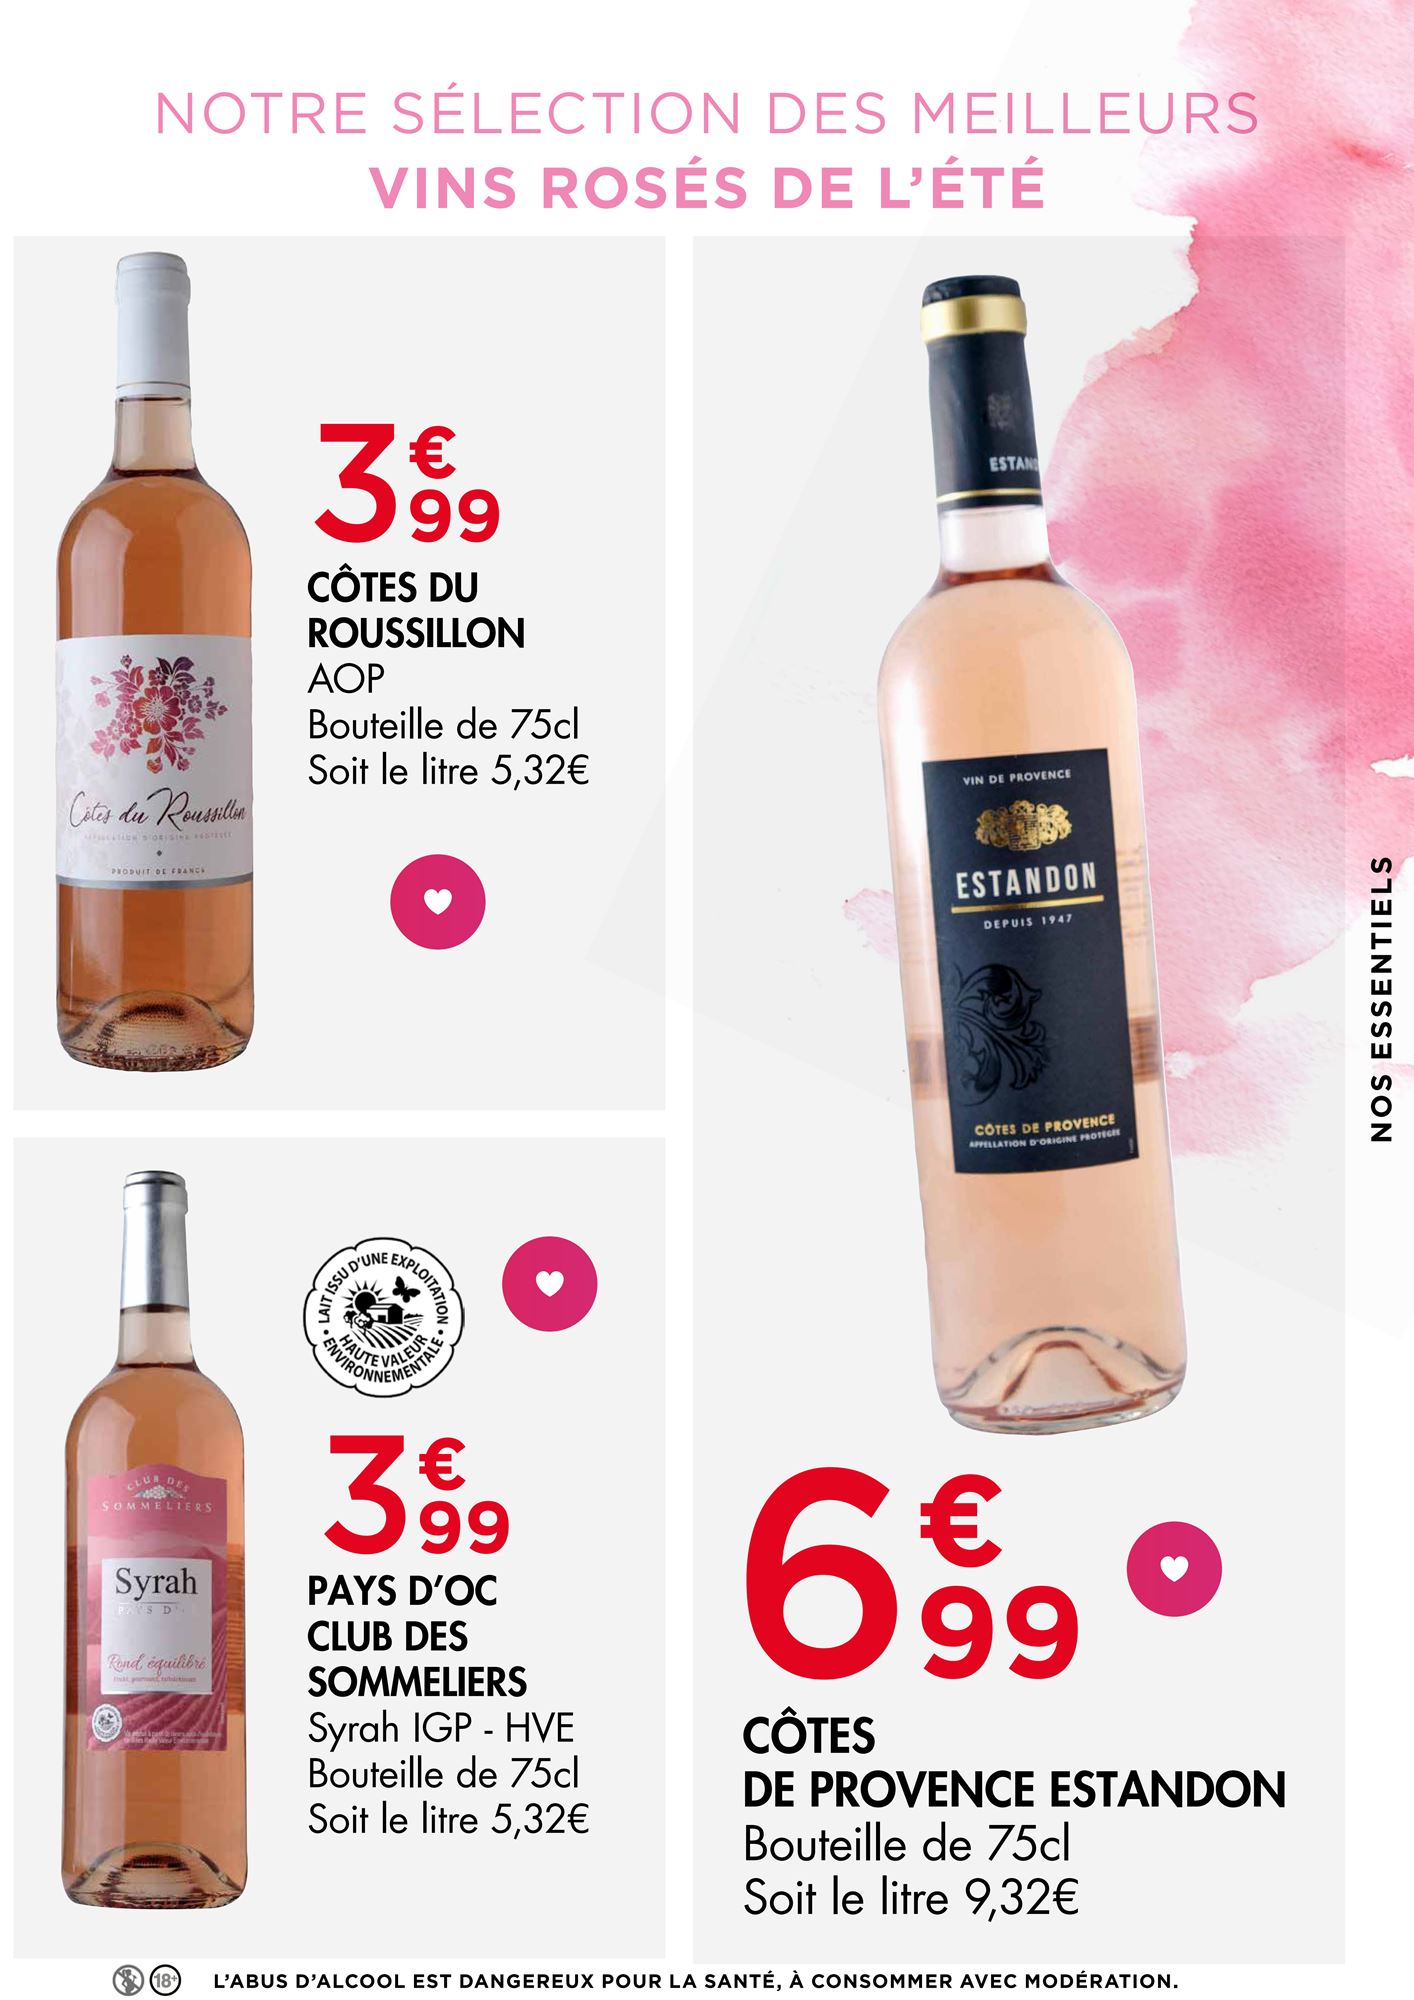 NOTRE SÉLECTION DES MEILLEURS
VINS ROSÉS DE L'ÉTÉ
Côtes du Roussillon
APPELLATION D'ORIGINE PROTÉGÉE
PRODUIT DE FRANCE
3€99
CÔTES DU
ROUSSILLON
AOP
Bouteille de 75cl
Soit le litre 5,32€
CLUB DES
SOMMELIERS
Syrah
PAYS D'
Rond, équilibré
LAIT ISSU D'UNE EXPLOITATION
HAUTE VALEUR
ENVIRONNEMENTALE
3€99
PAYS D'OC
CLUB DES
SOMMELIERS
Syrah IGP - HVE
Bouteille de 75cl
Soit le litre 5,32€
ESTAN
VIN DE PROVENCE
ESTANDON
DEPUIS 1947
CÔTES DE PROVENCE
APPELLATION D'ORIGINE PROTÉGÉE
6€99
CÔTES
DE PROVENCE ESTANDON
Bouteille de 75cl
Soit le litre 9,32€
NOS ESSENTIELS
18+
L'ABUS D'ALCOOL EST DANGEREUX POUR LA SANTÉ, À CONSOMMER AVEC MODÉRATION.